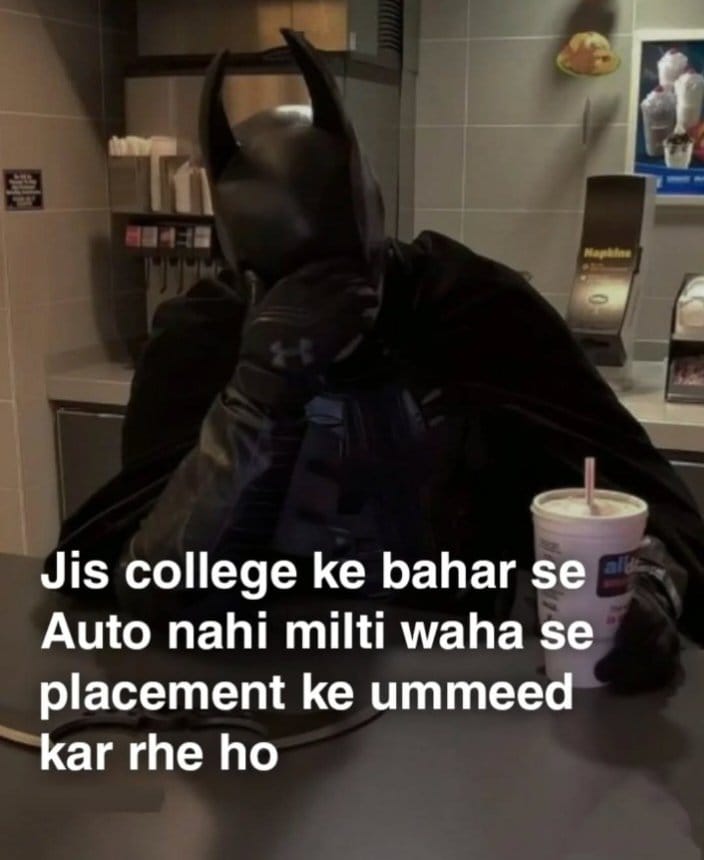 Napkins
Jis college ke bahar se
Auto nahi milti waha se
placement ke ummeed
kar rhe ho